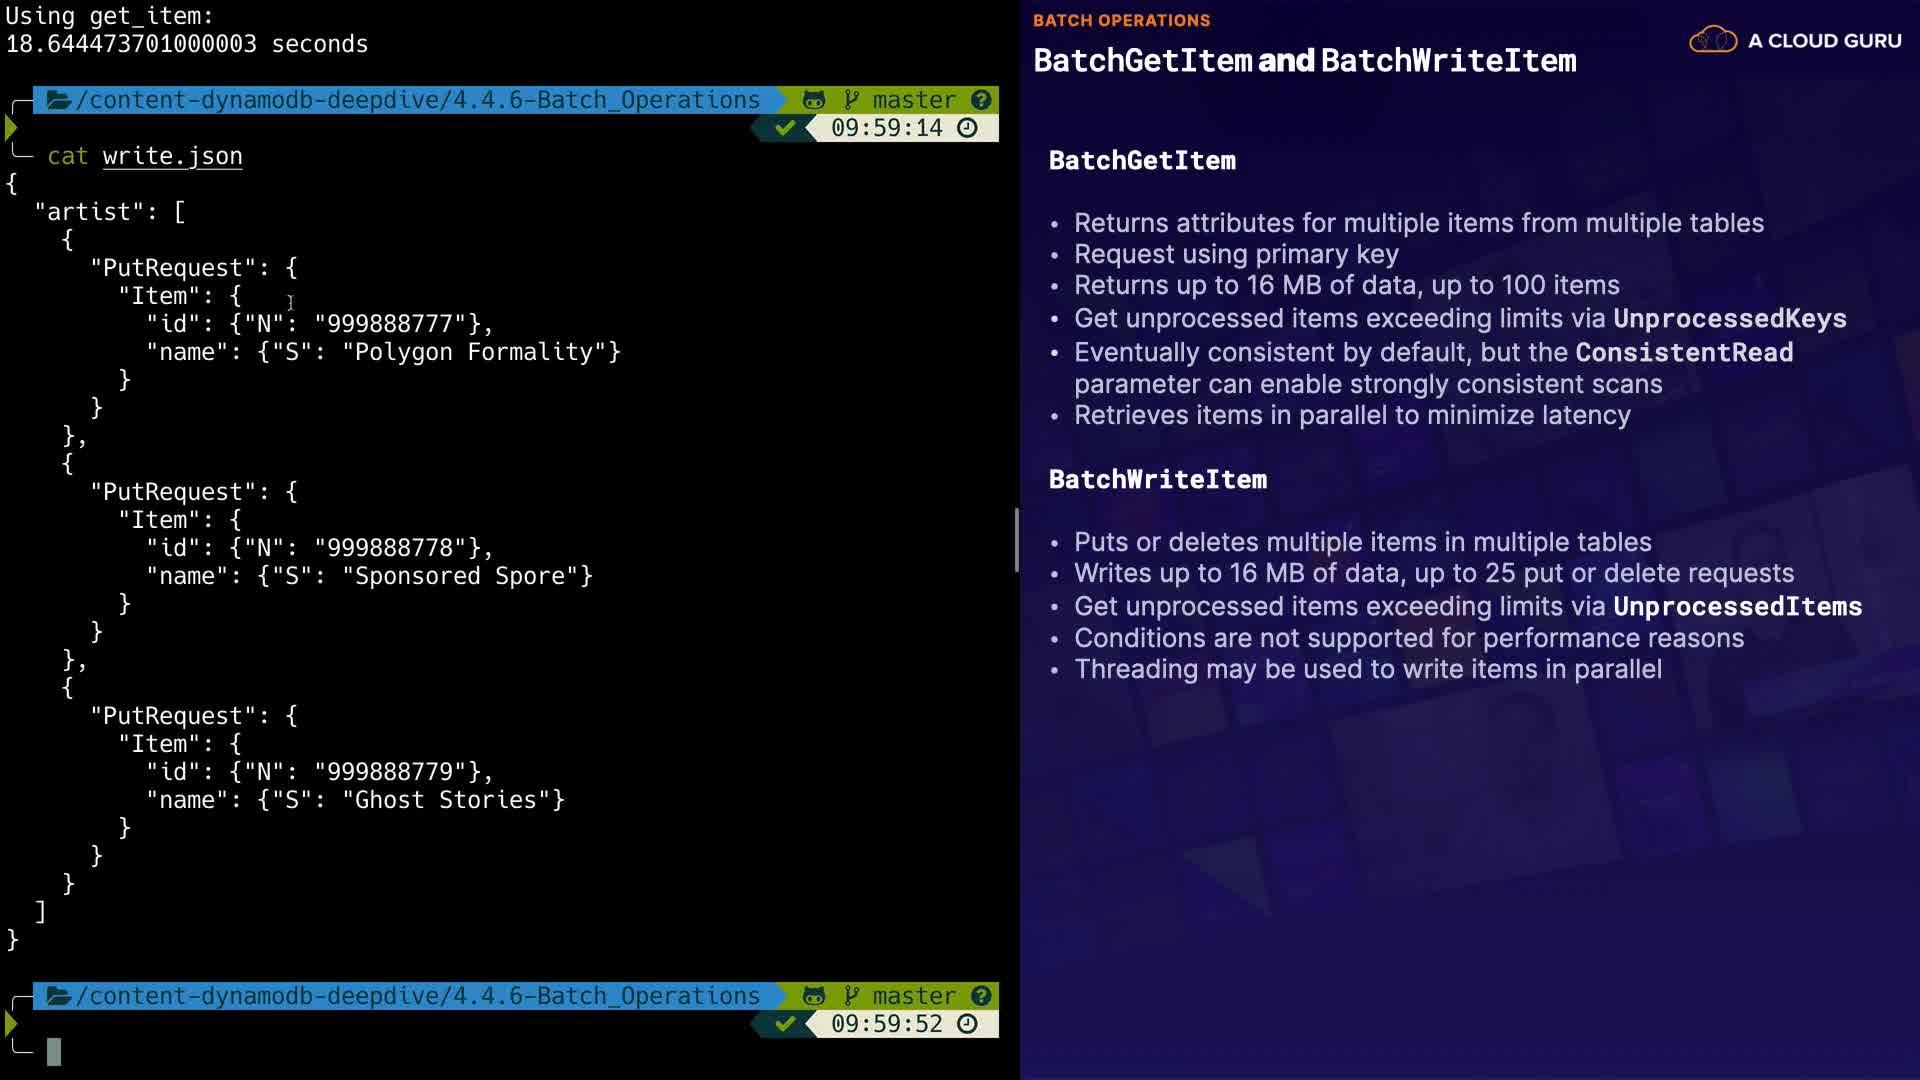 Using get_item:
18.644473701000003 seconds
/content-dynamodb-deepdive/4.4.6-Batch_Operations master ?
✔ 09:59:14
cat write.json
{
  "artist": [
    {
      "PutRequest": {
        "Item": {
          "id": {"N": "999888777"},
          "name": {"S": "Polygon Formality"}
        }
      }
    },
    {
      "PutRequest": {
        "Item": {
          "id": {"N": "999888778"},
          "name": {"S": "Sponsored Spore"}
        }
      }
    },
    {
      "PutRequest": {
        "Item": {
          "id": {"N": "999888779"},
          "name": {"S": "Ghost Stories"}
        }
      }
    }
  ]
}
/content-dynamodb-deepdive/4.4.6-Batch_Operations master ?
✔ 09:59:52
BATCH OPERATIONS
BatchGetItem and BatchWriteItem
A CLOUD GURU
BatchGetItem
• Returns attributes for multiple items from multiple tables
• Request using primary key
• Returns up to 16 MB of data, up to 100 items
• Get unprocessed items exceeding limits via UnprocessedKeys
• Eventually consistent by default, but the ConsistentRead
parameter can enable strongly consistent scans
• Retrieves items in parallel to minimize latency
BatchWriteItem
• Puts or deletes multiple items in multiple tables
• Writes up to 16 MB of data, up to 25 put or delete requests
• Get unprocessed items exceeding limits via UnprocessedItems
• Conditions are not supported for performance reasons
• Threading may be used to write items in parallel